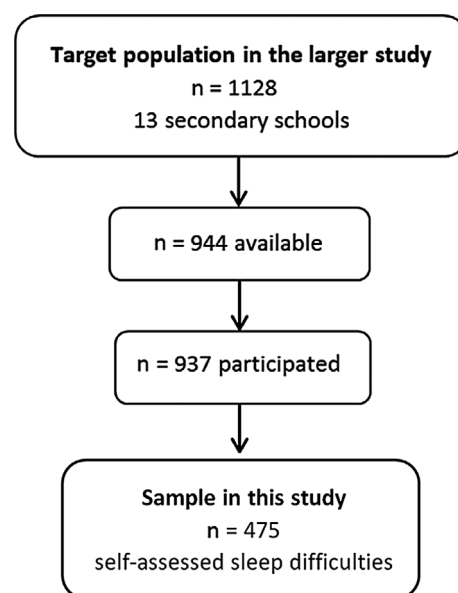 Target population in the larger study
n = 1128
13 secondary schools
n = 944 available
n = 937 participated
Sample in this study
n = 475
self-assessed sleep difficulties